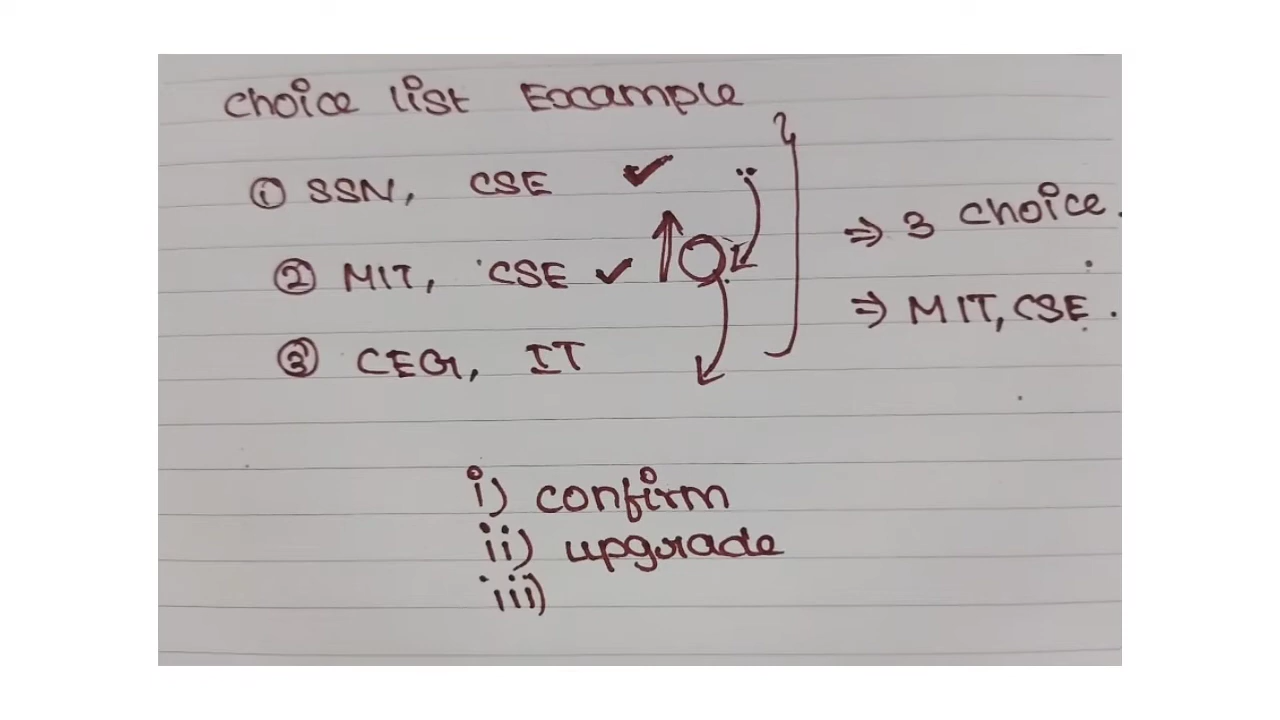 Choice list Example
① SSN, CSE ✔
② MIT, CSE ✔
③ CEG, IT
⇒ 3 choice.
⇒ MIT, CSE.
i) confirm
ii) upgrade
iii)